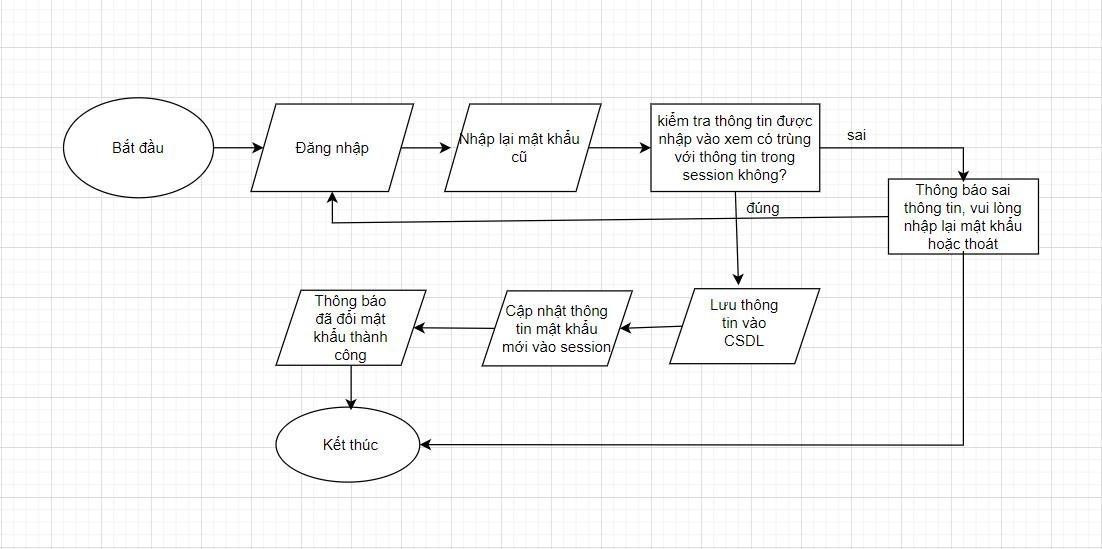 Bắt đầu
Đăng nhập
Nhập lại mật khẩu
cũ
kiểm tra thông tin được
nhập vào xem có trùng
với thông tin trong
session không?
sai
Thông báo sai
thông tin, vui lòng
nhập lại mật khẩu
hoặc thoát
đúng
Thông báo
đã đổi mật
khẩu thành
công
Cập nhật thông
tin mật khẩu
mới vào session
Lưu thông
tin vào
CSDL
Kết thúc